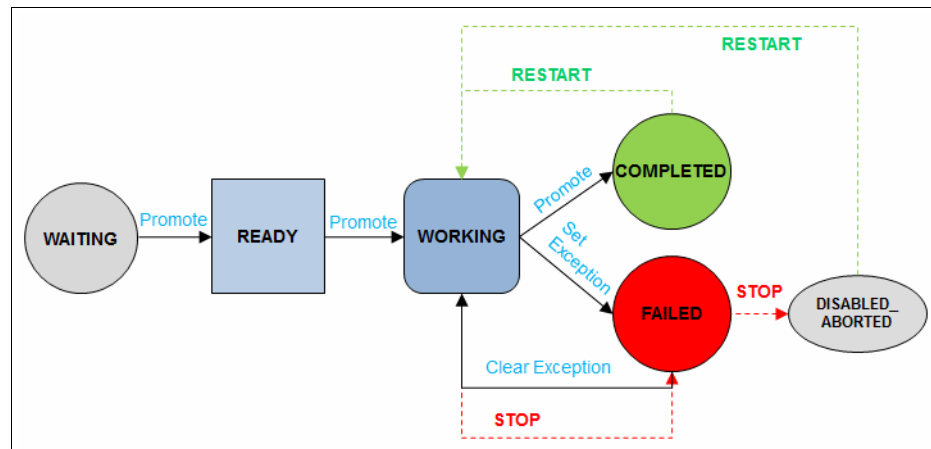 RESTART
RESTART
COMPLETED
Promote
Promote
Promote
WAITING
READY
WORKING
Set
Exception
STOP
FAILED
DISABLED_
ABORTED
Clear Exception
STOP